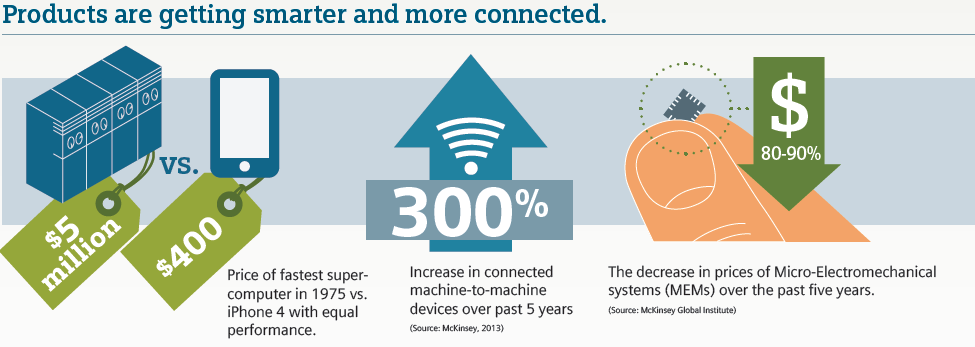 Products are getting smarter and more connected.
vs.
$5
million
$400
Price of fastest super-
computer in 1975 vs.
iPhone 4 with equal
performance.
300%
Increase in connected
machine-to-machine
devices over past 5 years
(Source: McKinsey, 2013)
$
80-90%
The decrease in prices of Micro-Electromechanical
systems (MEMs) over the past five years.
(Source: McKinsey Global Institute)